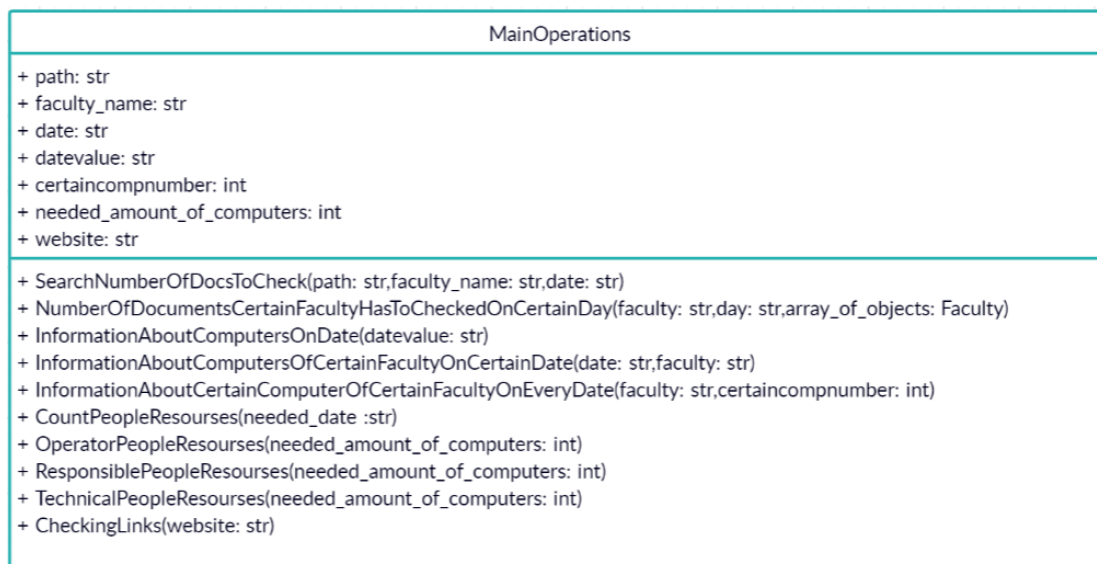 MainOperations
+ path: str
+ faculty_name: str
+ date: str
+ datevalue: str
+ certaincompnumber: int
+ needed_amount_of_computers: int
+ website: str
+ SearchNumberOfDocsToCheck(path: str,faculty_name: str,date: str)
+ NumberOfDocumentsCertainFacultyHasToCheckedOnCertainDay(faculty: str,day: str,array_of_objects: Faculty)
+ InformationAboutComputersOnDate(datevalue: str)
+ InformationAboutComputersOfCertainFacultyOnCertainDate(date: str,faculty: str)
+ InformationAboutCertainComputerOfCertainFacultyOnEveryDate(faculty: str,certaincompnumber: int)
+ CountPeopleResourses(needed_date :str)
+ OperatorPeopleResourses(needed_amount_of_computers: int)
+ ResponsiblePeopleResourses(needed_amount_of_computers: int)
+ TechnicalPeopleResourses(needed_amount_of_computers: int)
+ CheckingLinks(website: str)